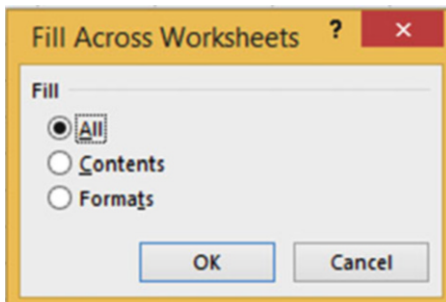 Fill Across Worksheets ? ×
Fill
All
Contents
Formats
OK Cancel